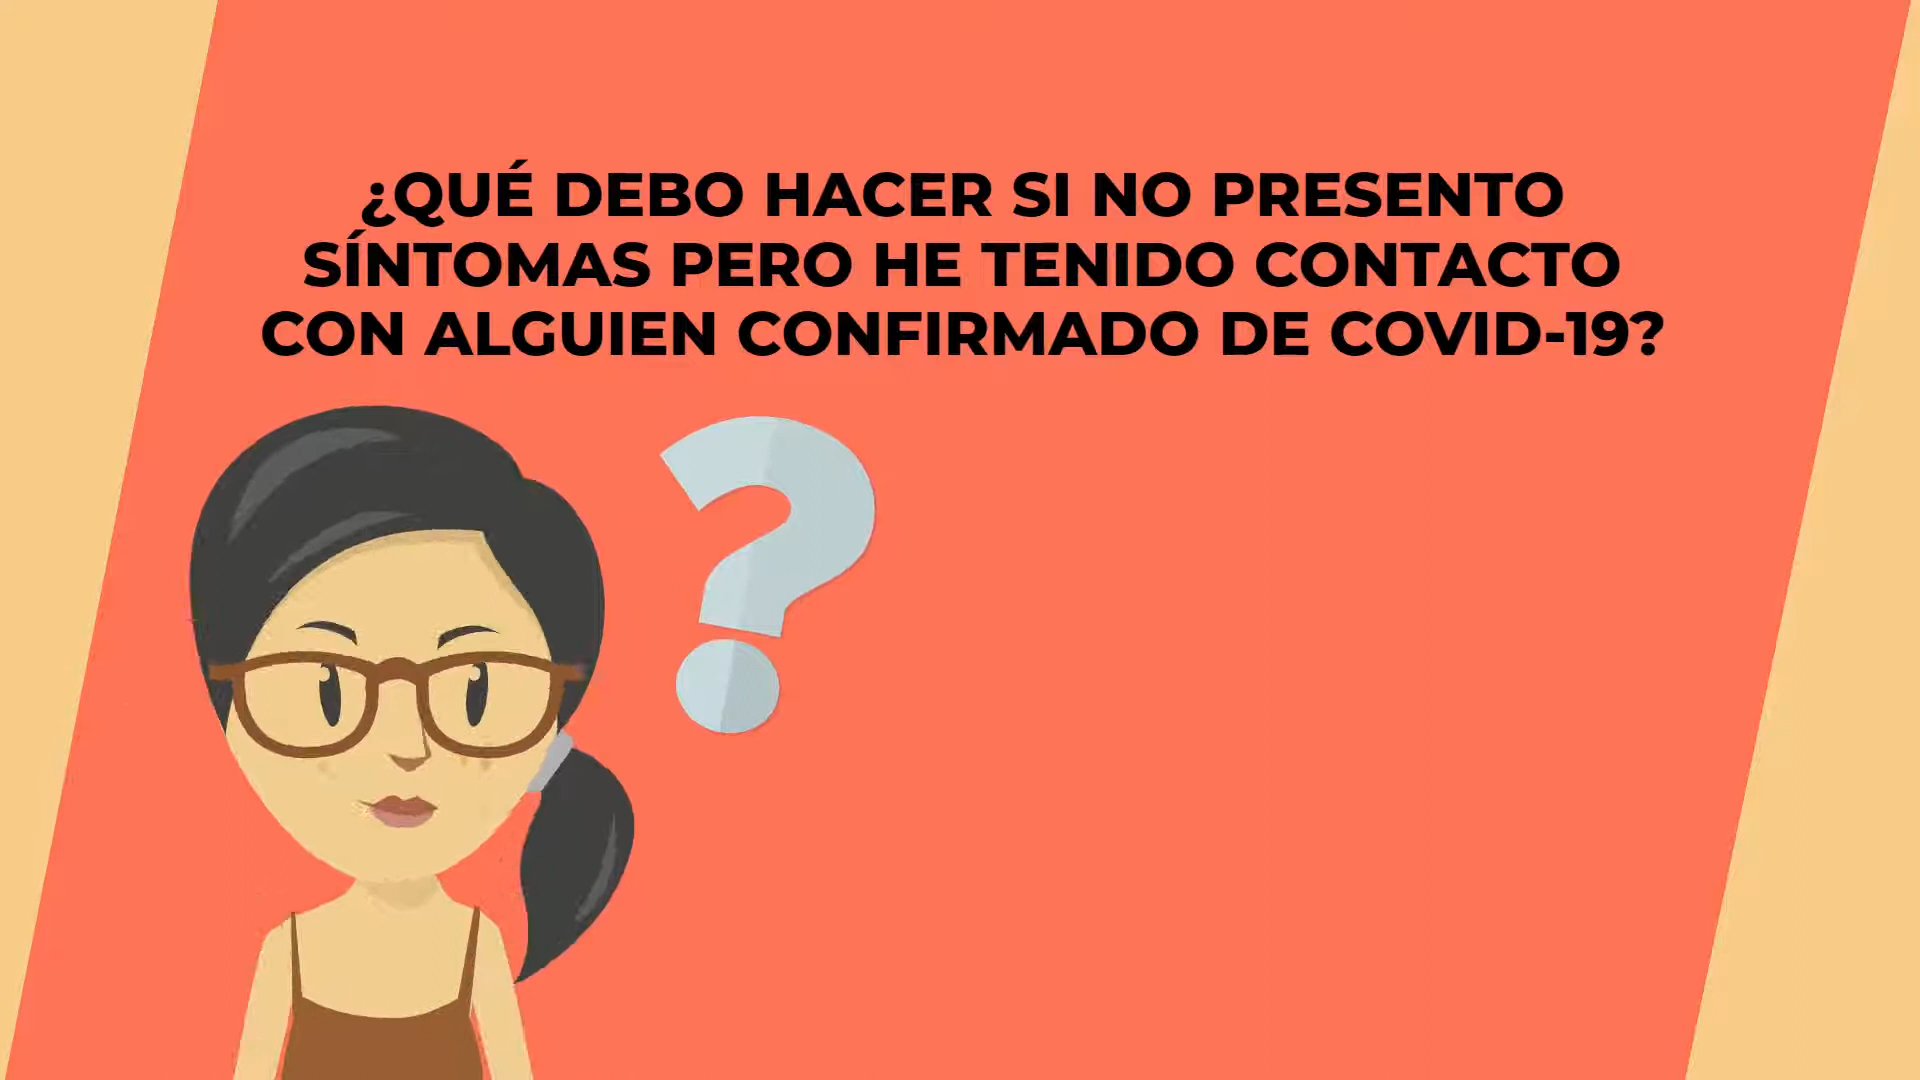 ¿QUÉ DEBO HACER SI NO PRESENTO
SÍNTOMAS PERO HE TENIDO CONTACTO
CON ALGUIEN CONFIRMADO DE COVID-19?